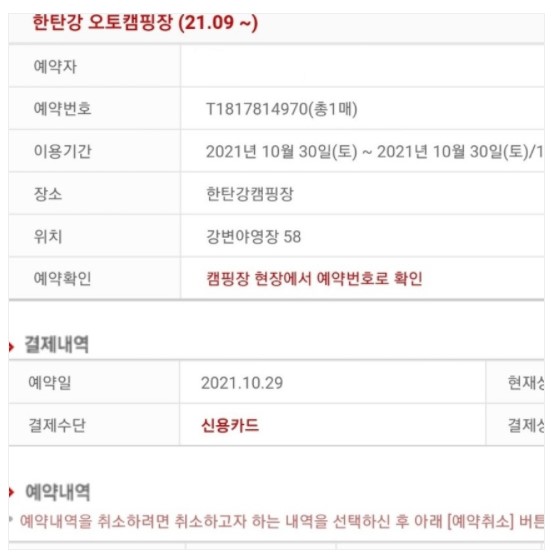 한탄강 오토캠핑장 (21.09 ~)
예약자
예약번호 T1817814970(총1매)
이용기간 2021년 10월 30일(토) ~ 2021년 10월 30일(토)/1
장소 한탄강캠핑장
위치 강변야영장 58
예약확인 캠핑장 현장에서 예약번호로 확인
결제내역
예약일 2021.10.29 현재상
결제수단 신용카드 결제상
예약내역
예약내역을 취소하려면 취소하고자 하는 내역을 선택하신 후 아래 [예약취소] 버튼